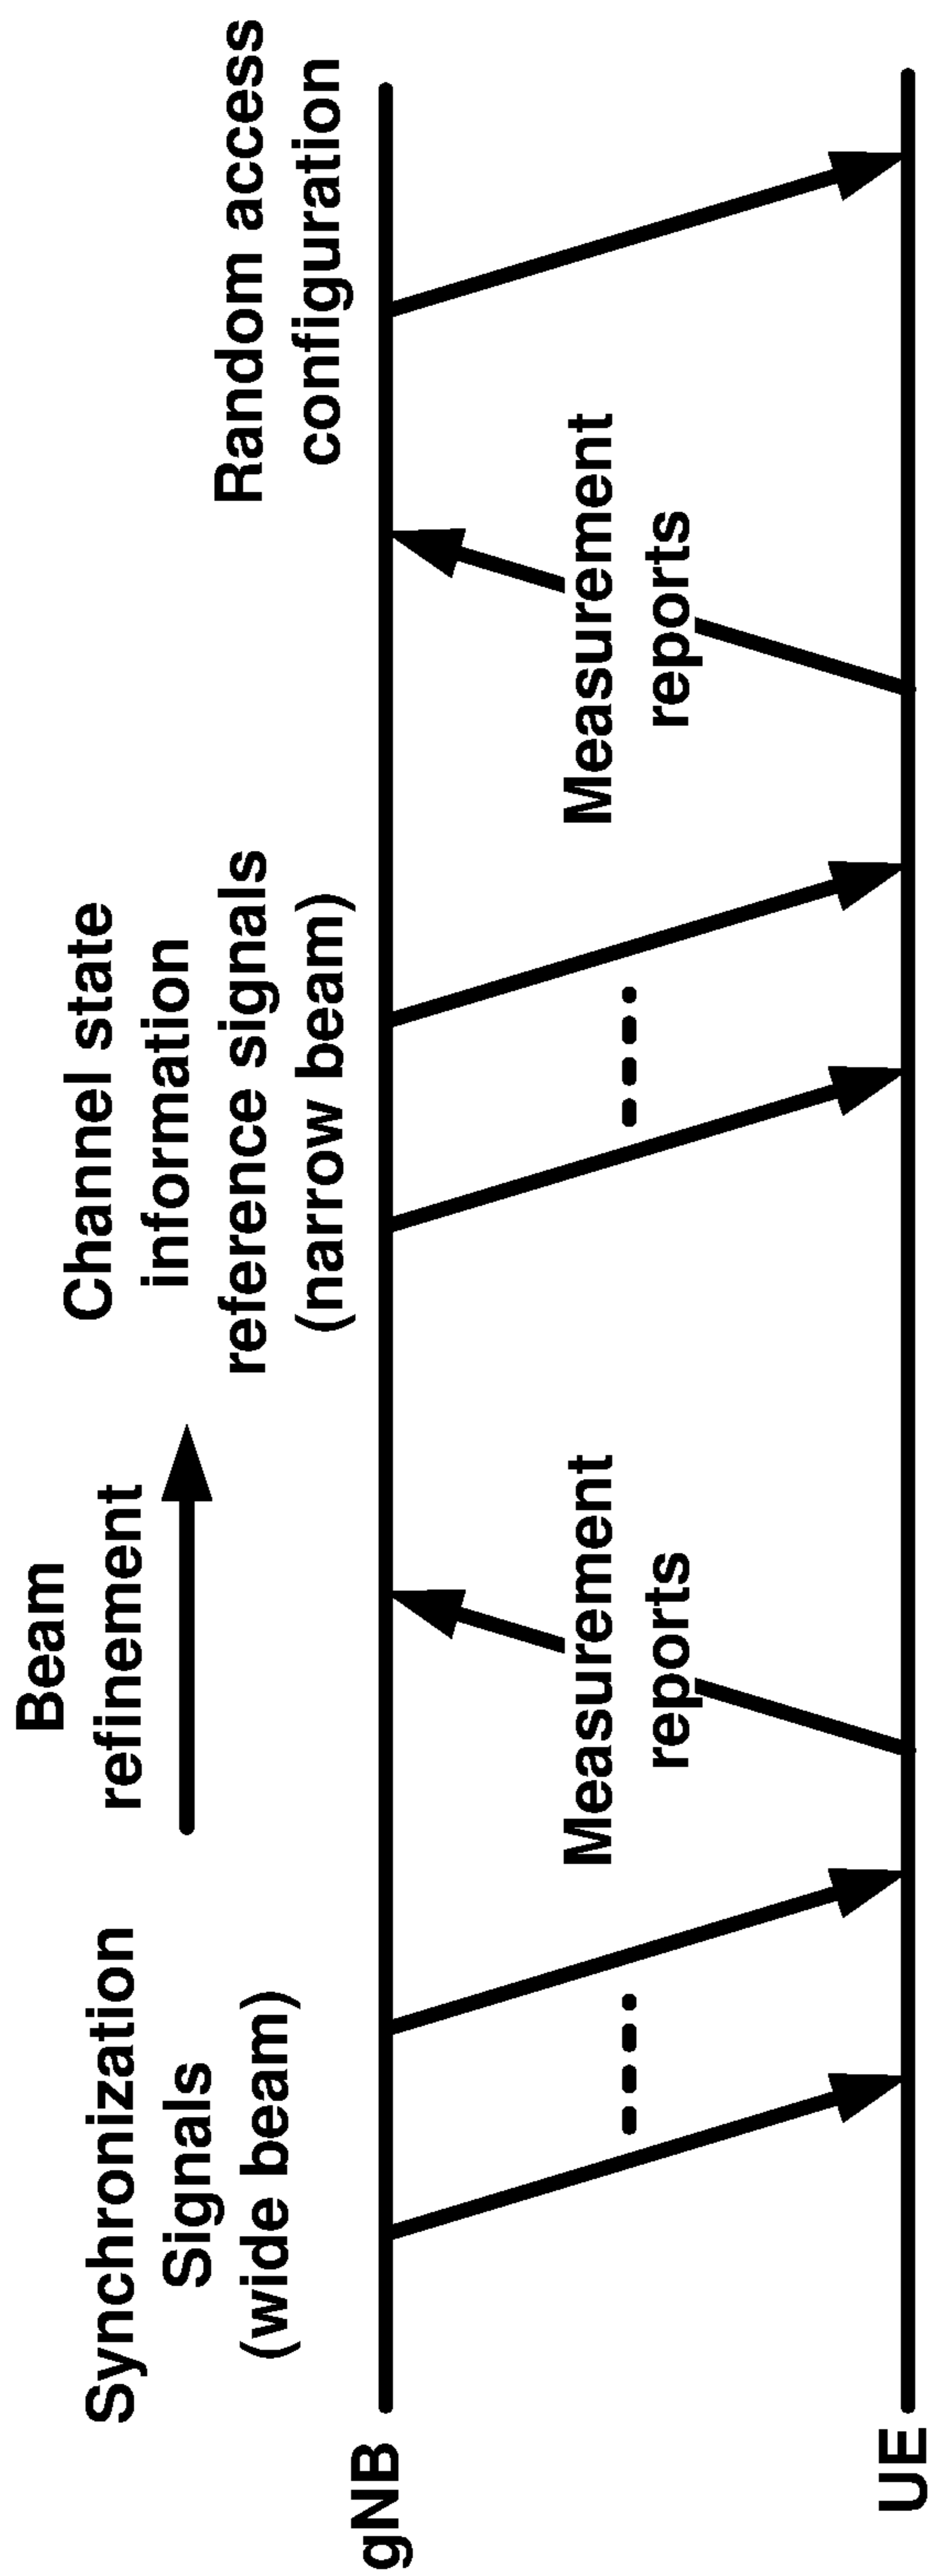 Synchronization
Signals
(wide beam)
Beam
refinement
Channel state
information
reference signals
(narrow beam)
Random access
configuration
gNB
Measurement
reports
Measurement
reports
UE